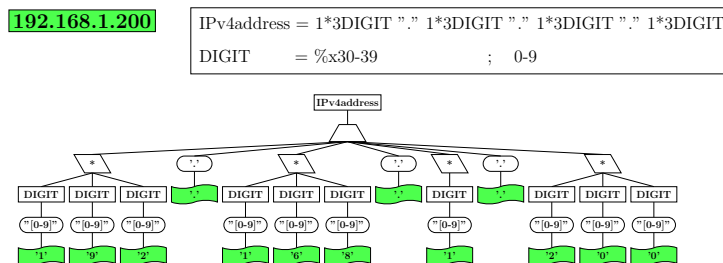 192.168.1.200
IPv4address = 1*3DIGIT "." 1*3DIGIT "." 1*3DIGIT "." 1*3DIGIT
DIGIT = %x30-39 ; 0-9
IPv4address
* '.' * '.' * '.' *
DIGIT DIGIT DIGIT '.' DIGIT DIGIT DIGIT '.' DIGIT '.' DIGIT DIGIT DIGIT
"[0-9]" "[0-9]" "[0-9]" "[0-9]" "[0-9]" "[0-9]" "[0-9]" "[0-9]" "[0-9]" "[0-9]"
'1' '9' '2' '1' '6' '8' '1' '2' '0' '0'